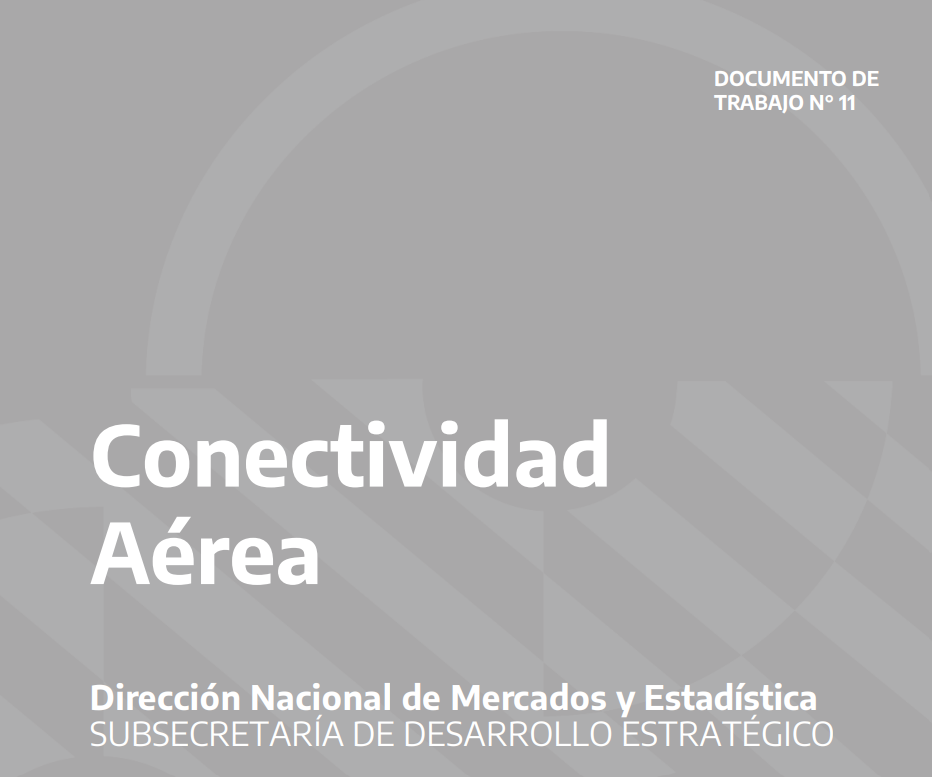 DOCUMENTO DE
TRABAJO N° 11
Conectividad
Aérea
Dirección Nacional de Mercados y Estadística
SUBSECRETARÍA DE DESARROLLO ESTRATÉGICO